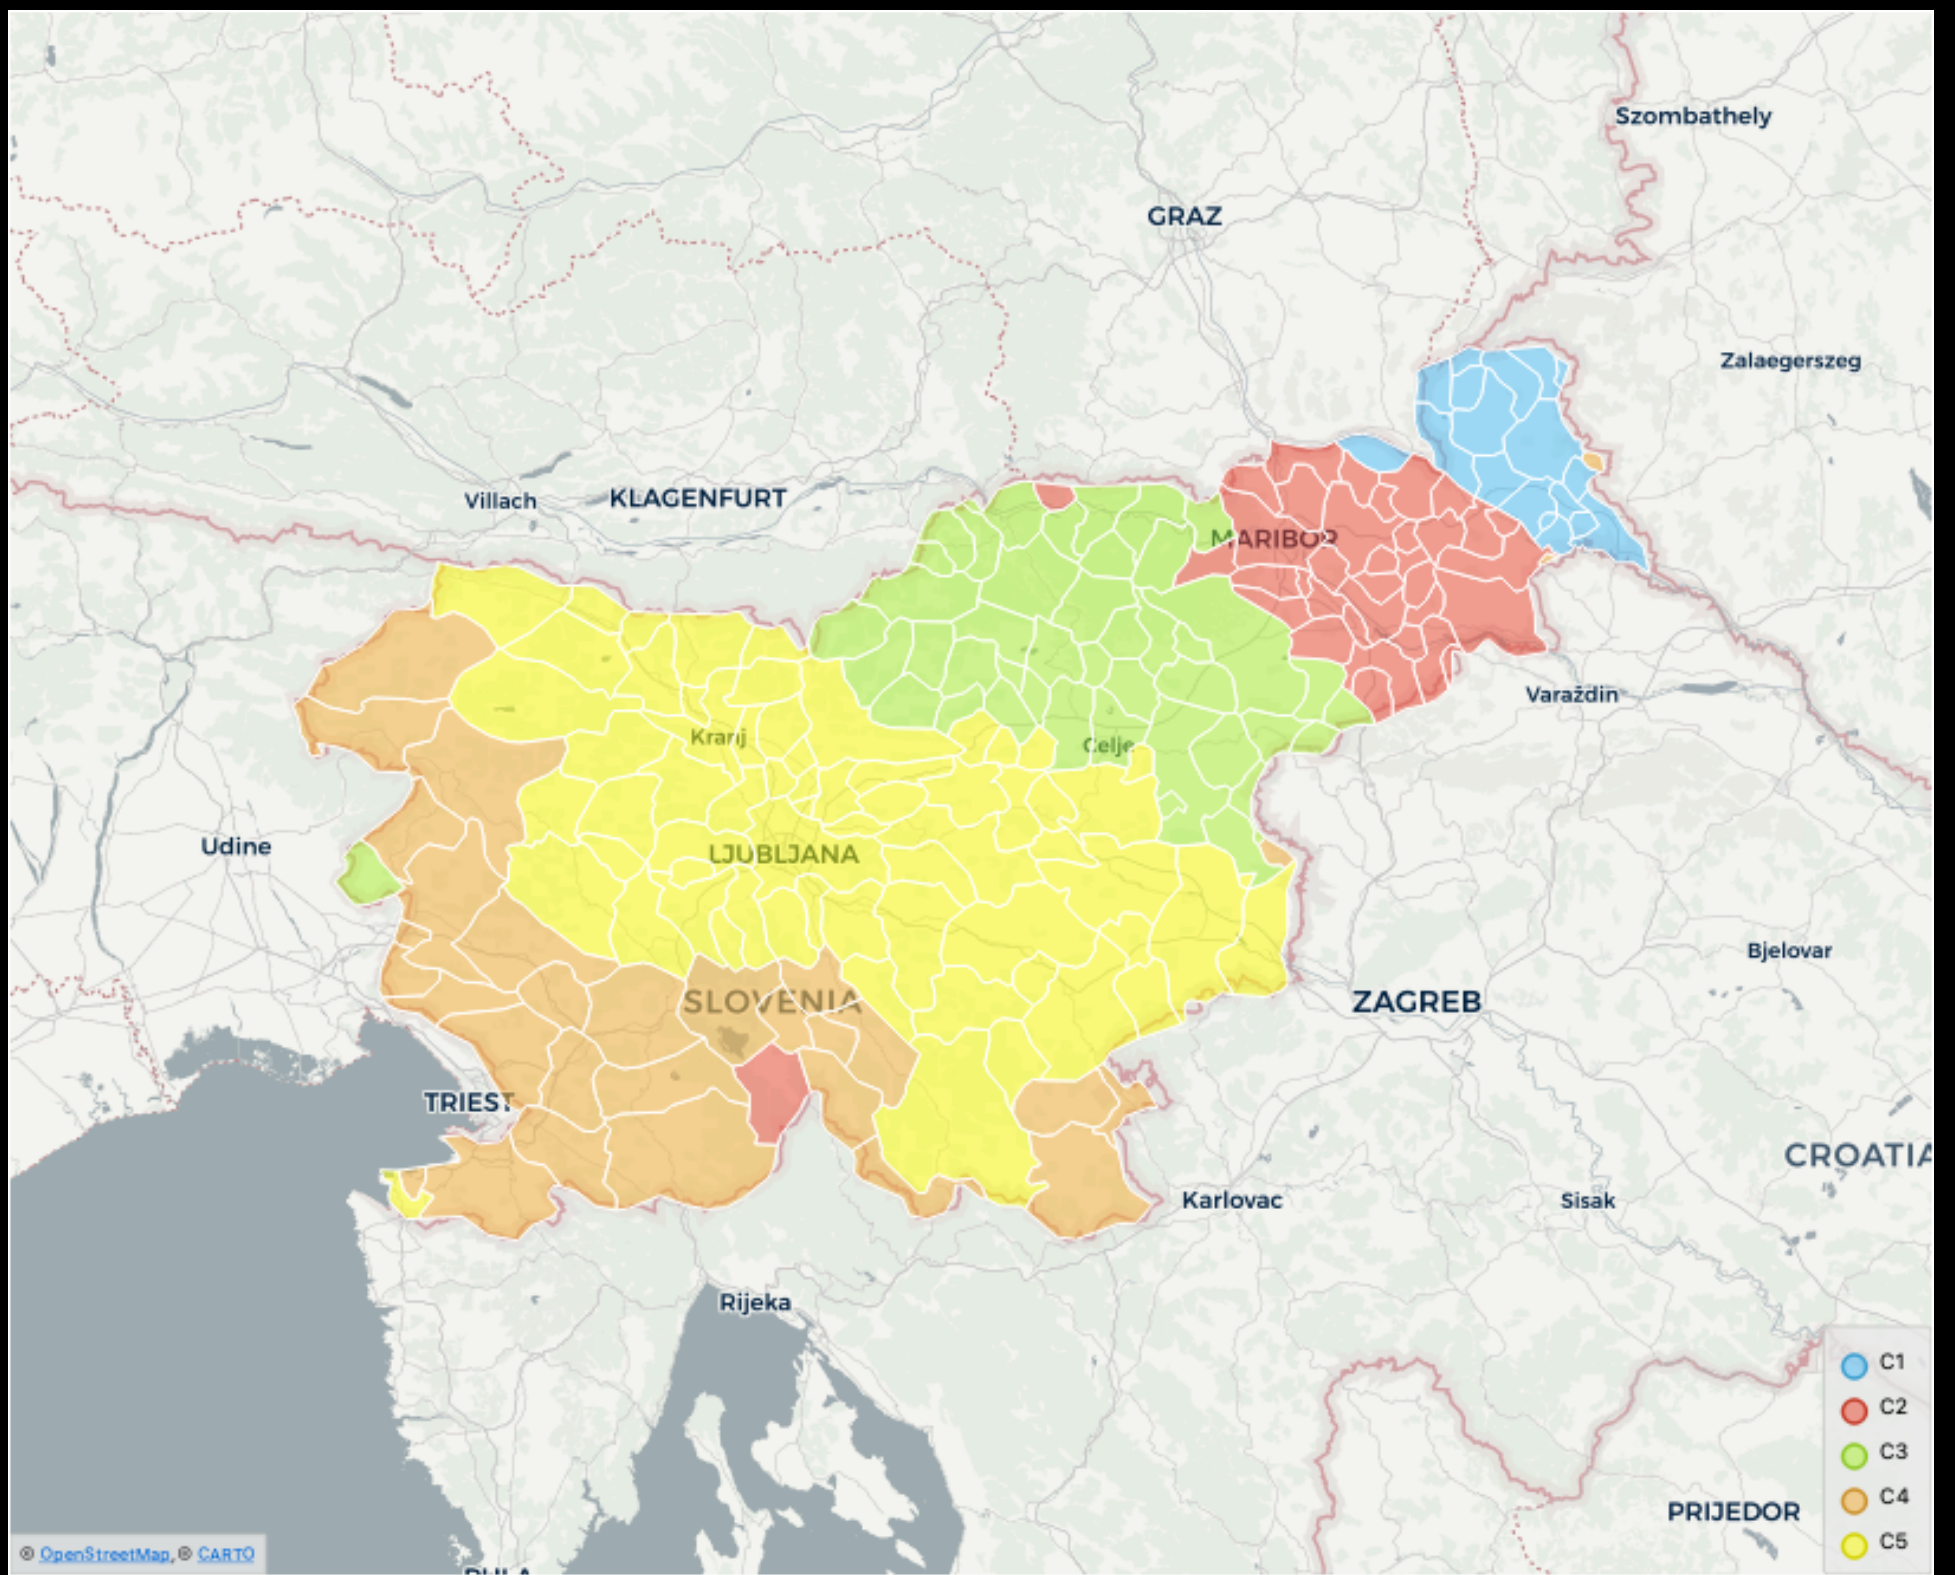 Szombathely
GRAZ
Zalaegerszeg
Villach
KLAGENFURT
MARIBOR
Varaždin
Kranj
Celje
Udine
LJUBLJANA
Bjelovar
SLOVENIA
ZAGREB
TRIEST
CROATIA
Karlovac
Sisak
Rijeka
C1
C2
C3
C4
C5
PRIJEDOR
© OpenStreetMap, © CARTO